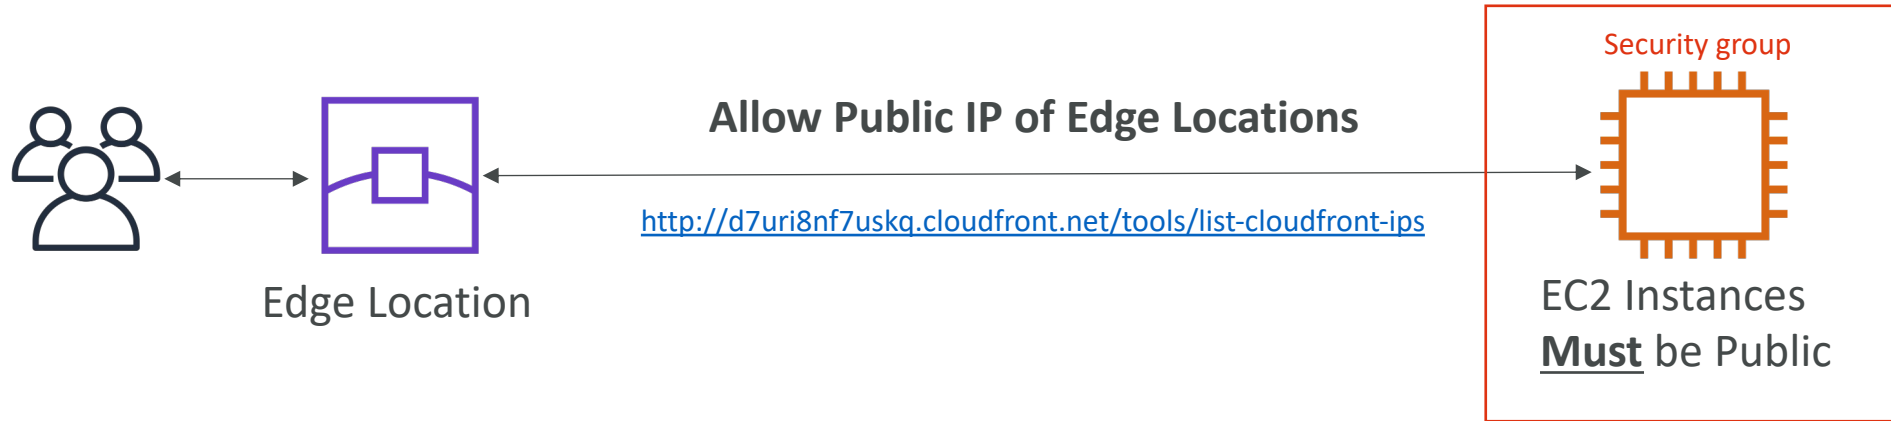 Security group
Allow Public IP of Edge Locations
http://d7uri8nf7uskq.cloudfront.net/tools/list-cloudfront-ips
Edge Location
EC2 Instances
Must be Public